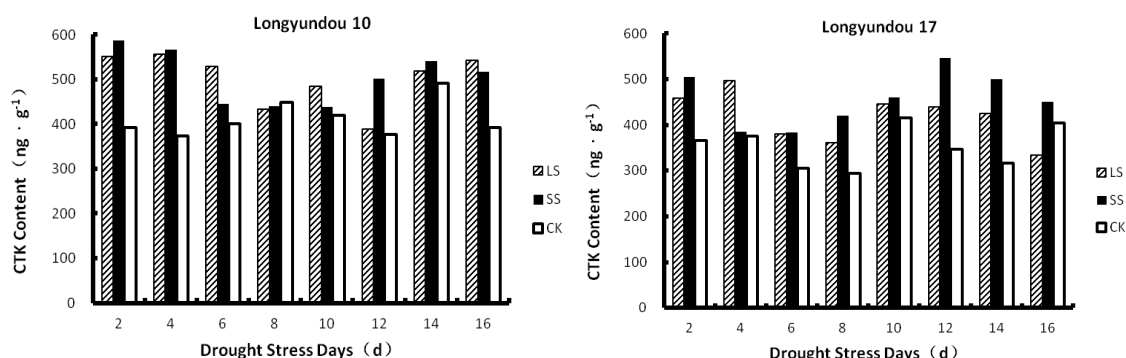 Longyundou 10
600
500
400
300
200
100
0
CTK Content（ng · g⁻¹）
2 4 6 8 10 12 14 16
Drought Stress Days（d）
LS
SS
CK
Longyundou 17
600
500
400
300
200
100
0
CTK Content（ng · g⁻¹）
2 4 6 8 10 12 14 16
Drought Stress Days（d）
LS
SS
CK